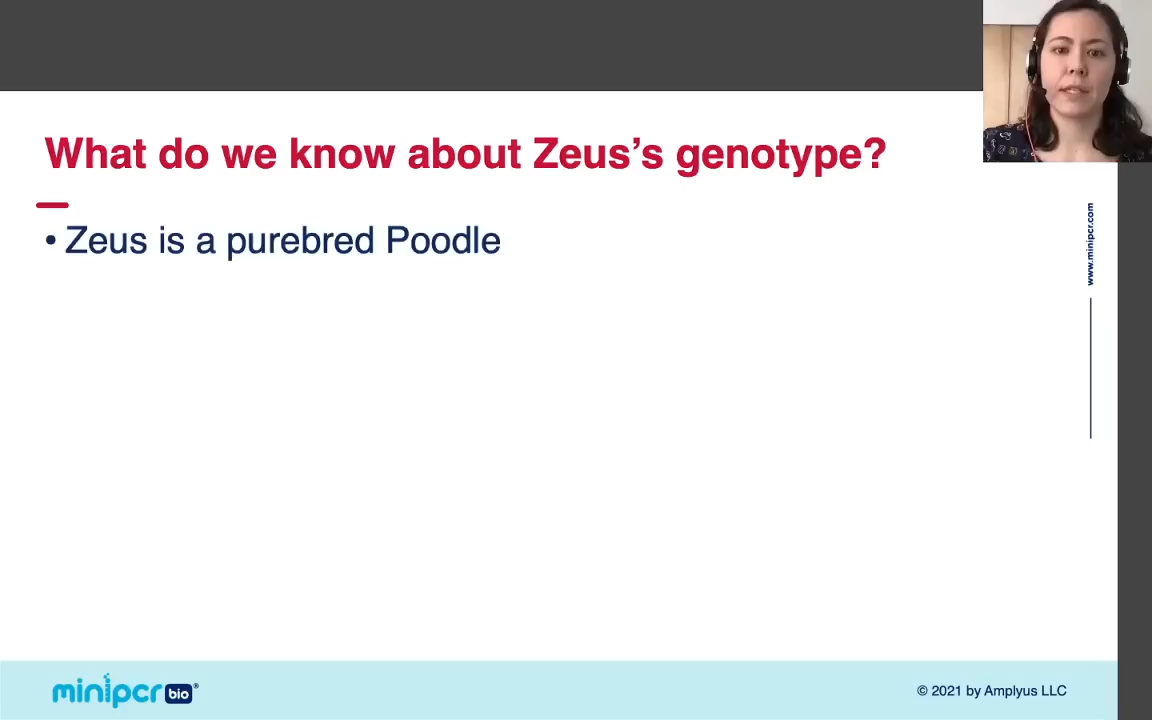 What do we know about Zeus’s genotype?
• Zeus is a purebred Poodle
www.minipcr.com
minipcr bio®
© 2021 by Amplyus LLC